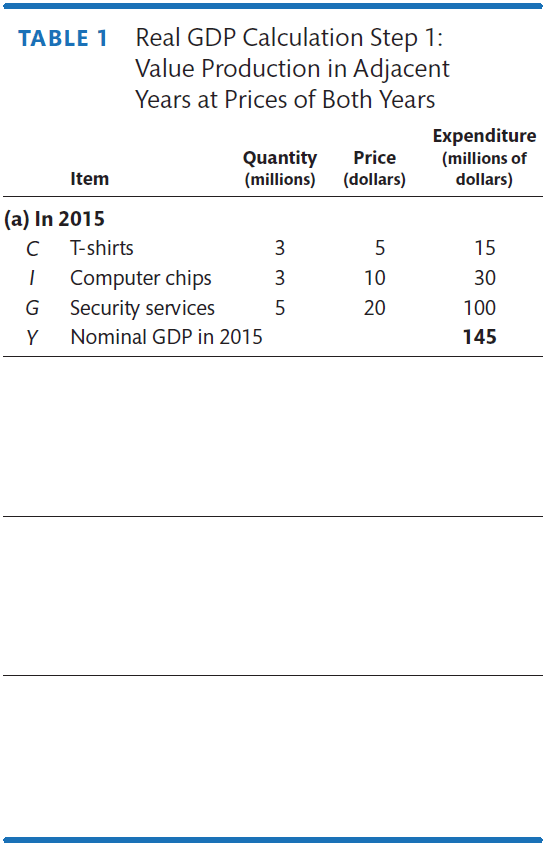 TABLE 1 Real GDP Calculation Step 1:
Value Production in Adjacent
Years at Prices of Both Years
Item Quantity (millions) Price (dollars) Expenditure (millions of dollars)
(a) In 2015
C T-shirts 3 5 15
I Computer chips 3 10 30
G Security services 5 20 100
Y Nominal GDP in 2015 145